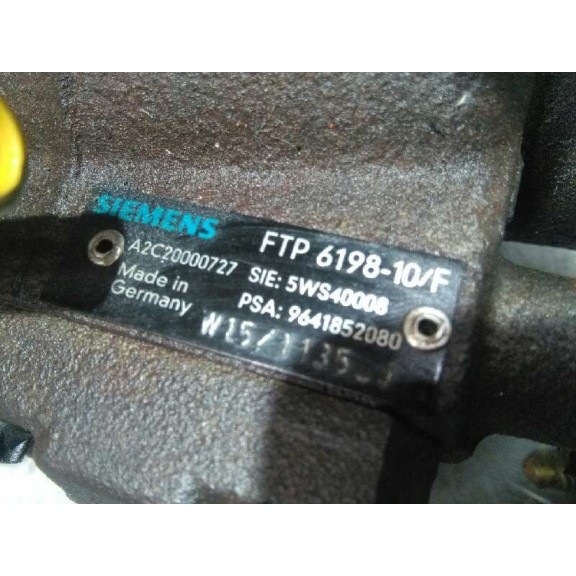 SIEMENS
FTP 6198-10/F
A2C20000727 SIE: 5WS40008
Made in Germany
PSA: 9641852080